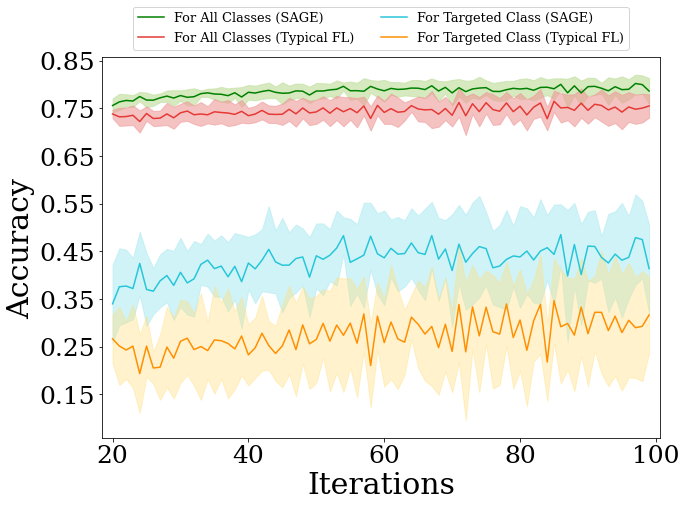 For All Classes (SAGE)
For All Classes (Typical FL)
For Targeted Class (SAGE)
For Targeted Class (Typical FL)
0.85
0.75
0.65
0.55
0.45
0.35
0.25
0.15
Accuracy
20
40
60
80
100
Iterations